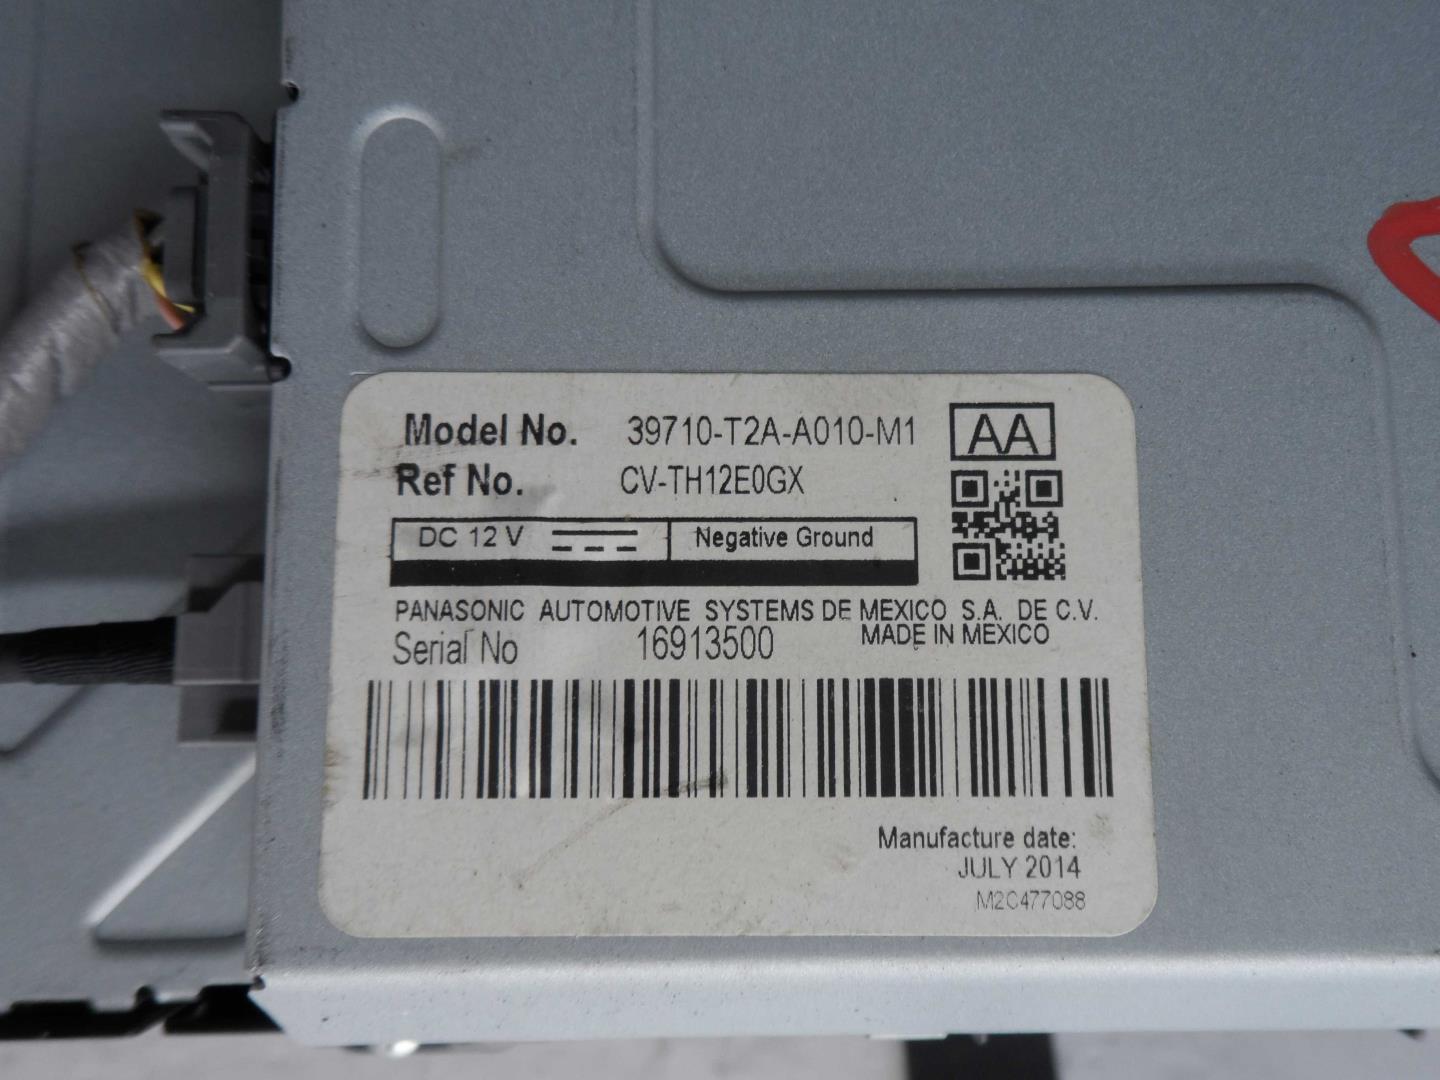 Model No. 39710-T2A-A010-M1 AA
Ref No. CV-TH12E0GX
DC 12 V Negative Ground
PANASONIC AUTOMOTIVE SYSTEMS DE MEXICO S.A. DE C.V.
MADE IN MEXICO
Serial No 16913500
Manufacture date:
JULY 2014
M2C477088